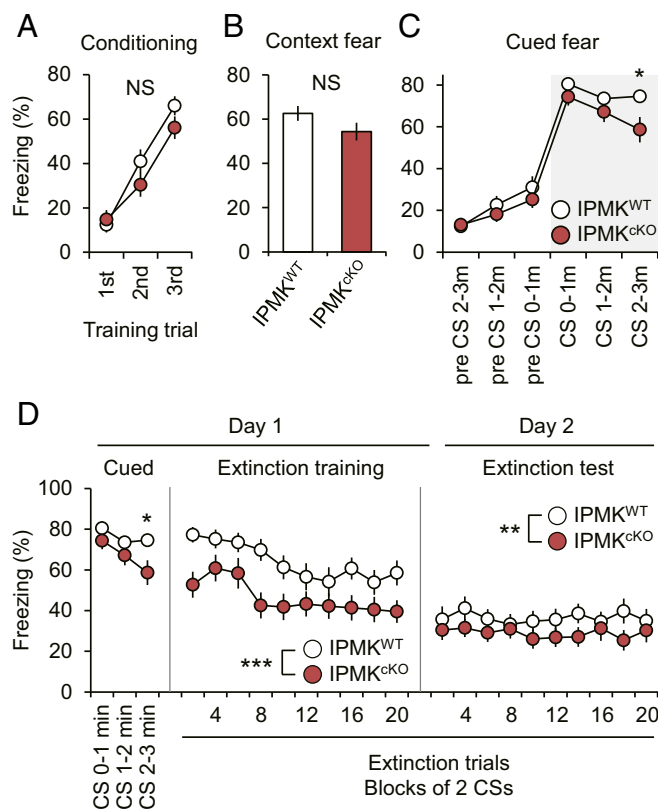 A
Conditioning
NS
Freezing (%)
80
60
40
20
0
1st
2nd
3rd
Training trial
B
Context fear
NS
80
60
40
20
0
IPMKWT
IPMKcKO
C
Cued fear
*
80
60
40
20
0
IPMKWT
IPMKcKO
pre CS 2-3m
pre CS 1-2m
pre CS 0-1m
CS 0-1m
CS 1-2m
CS 2-3m
D
Day 1
Day 2
Cued
Extinction training
Extinction test
Freezing (%)
100
80
60
40
20
0
*
*** IPMKWT
IPMKcKO
** IPMKWT
IPMKcKO
CS 0-1 min
CS 1-2 min
CS 2-3 min
4 8 12 16 20 4 8 12 16 20
Extinction trials
Blocks of 2 CSs